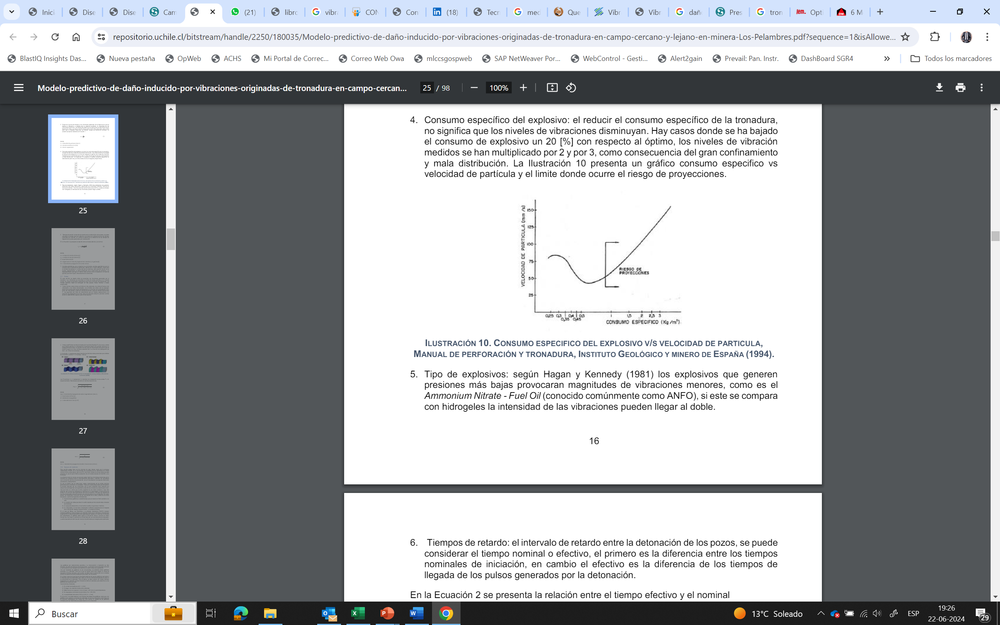 Inici
Dise
Dise
Cam
(21)
libro
vibra
CON
Con
(18)
Tecn
med
Que
Vibr
Vibr
dañ
Pres
tron
Opti
6 M
repositorio.uchile.cl/bitstream/handle/2250/180035/Modelo-predictivo-de-daño-inducido-por-vibraciones-originadas-de-tronadura-en-campo-cercano-y-lejano-en-minera-Los-Pelambres.pdf?sequence=1&isAllowe...
BlastIQ Insights Das...
Nueva pestaña
OpWeb
ACHS
Mi Portal de Correc...
Correo Web Owa
mlccsgospweb
SAP NetWeaver Por...
WebControl - Gesti...
Alert2gain
Prevail: Pan. Instr.
DashBoard SGR4
»
Todos los marcadores
Modelo-predictivo-de-daño-inducido-por-vibraciones-originadas-de-tronadura-en-campo-cercan...
25 / 98
100%
25
26
27
28
4. Consumo específico del explosivo: el reducir el consumo específico de la tronadura,
no significa que los niveles de vibraciones disminuyan. Hay casos donde se ha bajado
el consumo de explosivo un 20 [%] con respecto al óptimo, los niveles de vibración
medidos se han multiplicado por 2 y por 3, como consecuencia del gran confinamiento
y mala distribución. La Ilustración 10 presenta un gráfico consumo especifico vs
velocidad de partícula y el limite donde ocurre el riesgo de proyecciones.
VELOCIDAD DE PARTICULA (mm/s)
150
125
100
75
50
25
RIESGO DE
PROYECCIONES
0,25 0,3 0,4 0,5 1 1,5 2 2,5 3
0,35 0,45
CONSUMO ESPECIFICO (Kg/m³)
ILUSTRACIÓN 10. CONSUMO ESPECIFICO DEL EXPLOSIVO V/S VELOCIDAD DE PARTICULA,
MANUAL DE PERFORACIÓN Y TRONADURA, INSTITUTO GEOLÓGICO Y MINERO DE ESPAÑA (1994).
5. Tipo de explosivos: según Hagan y Kennedy (1981) los explosivos que generen
presiones más bajas provocaran magnitudes de vibraciones menores, como es el
Ammonium Nitrate - Fuel Oil (conocido comúnmente como ANFO), si este se compara
con hidrogeles la intensidad de las vibraciones pueden llegar al doble.
16
6. Tiempos de retardo: el intervalo de retardo entre la detonación de los pozos, se puede
considerar el tiempo nominal o efectivo, el primero es la diferencia entre los tiempos
nominales de iniciación, en cambio el efectivo es la diferencia de los tiempos de
llegada de los pulsos generados por la detonación.
En la Ecuación 2 se presenta la relación entre el tiempo efectivo y el nominal
Buscar
13°C Soleado
ESP
19:26
22-06-2024
29